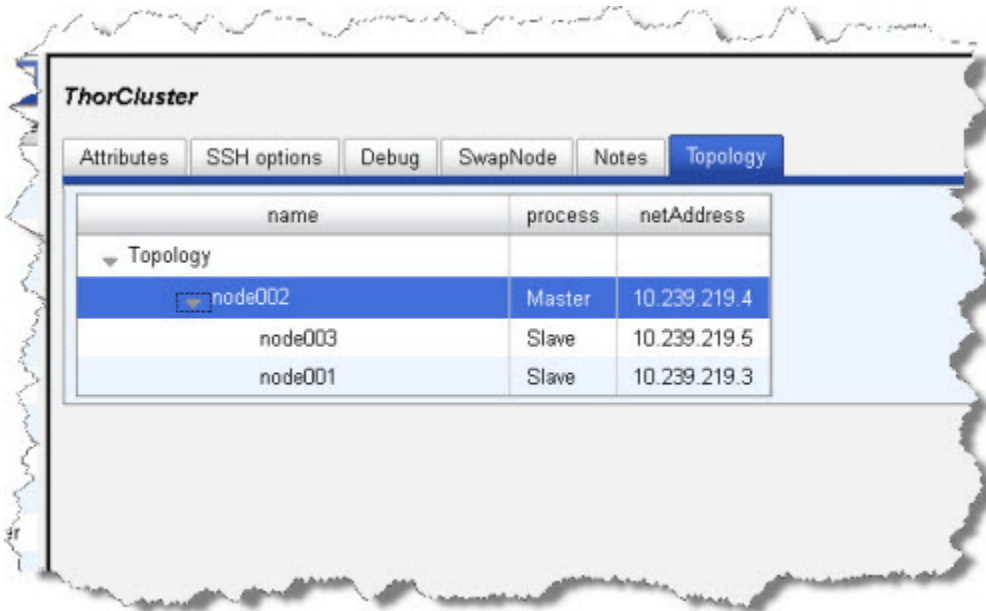 ThorCluster
Attributes SSH options Debug SwapNode Notes Topology
name process netAddress
Topology
node002 Master 10.239.219.4
node003 Slave 10.239.219.5
node001 Slave 10.239.219.3